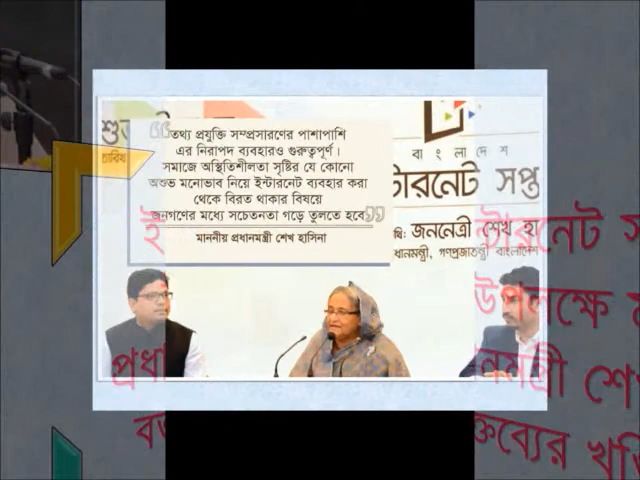 শুভ
তথ্য প্রযুক্তি সম্প্রসারণের পাশাপাশি
এর নিরাপদ ব্যবহারও গুরুত্বপূর্ণ।
সমাজে অস্থিতিশীলতা সৃষ্টির যে কোনো
অশুভ মনোভাব নিয়ে ইন্টারনেট ব্যবহার করা
থেকে বিরত থাকার বিষয়ে
জনগণের মধ্যে সচেতনতা গড়ে তুলতে হবে
মাননীয় প্রধানমন্ত্রী শেখ হাসিনা
বাংলাদেশ
টারনেট সপ্ত
থি: জননেত্রী শেখ হা
ধানমন্ত্রী, গণপ্রজাতন্ত্রী বাংলাদেশ
ই
ন্টারনেট স
উপলক্ষে
প্রধা
নমন্ত্রী শে
ক্তব্যের খণ্ডি